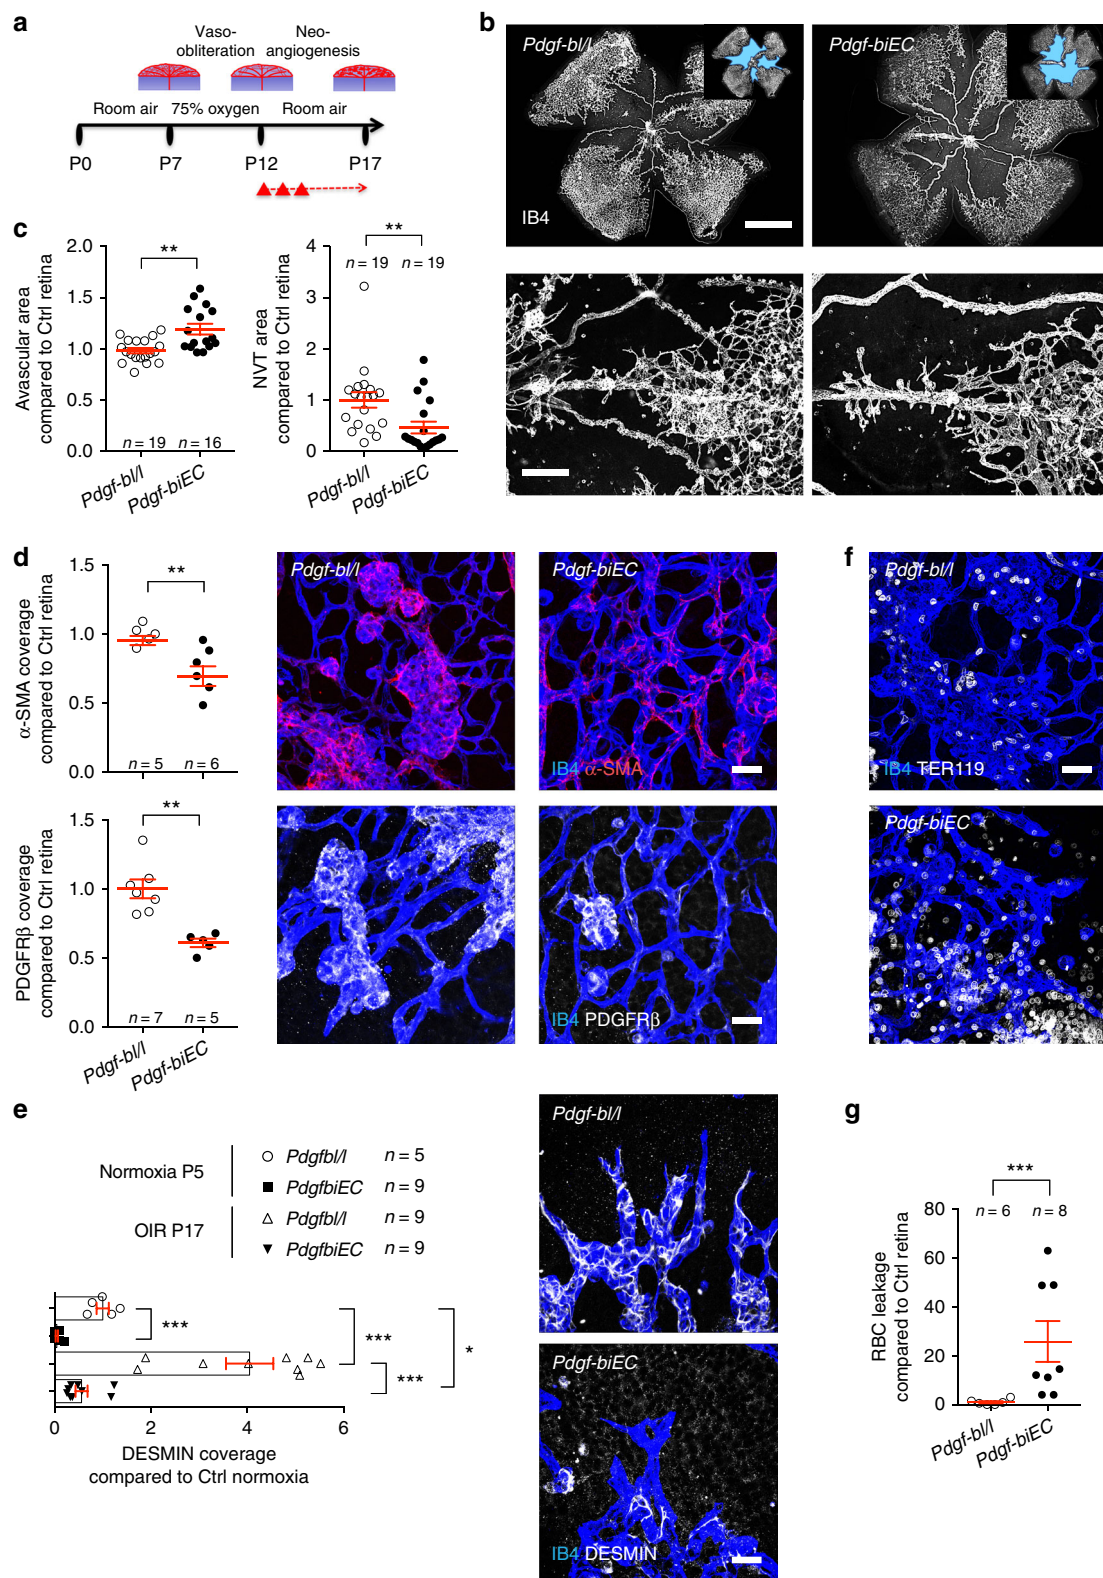 a
Vaso-
obliteration
Neo-
angiogenesis
Room air
75% oxygen
Room air
P0
P7
P12
P17
b
Pdgf-bl/l
IB4
Pdgf-biEC
c
Avascular area
compared to Ctrl retina
2.0
1.5
1.0
0.5
0
**
n = 19
n = 16
Pdgf-bl/l
Pdgf-biEC
NVT area
compared to Ctrl retina
4
3
2
1
0
**
n = 19
n = 19
Pdgf-bl/l
Pdgf-biEC
d
α-SMA coverage
compared to Ctrl retina
1.5
1.0
0.5
0.0
**
n = 5
n = 6
Pdgf-bl/l
Pdgf-biEC
IB4 α-SMA
PDGFRβ coverage
compared to Ctrl retina
1.5
1.0
0.5
0.0
**
n = 7
n = 5
Pdgf-bl/l
Pdgf-biEC
IB4 PDGFRβ
f
Pdgf-bl/l
IB4 TER119
Pdgf-biEC
e
Normoxia P5
Pdgfbl/l n = 5
PdgfbiEC n = 9
OIR P17
Pdgfbl/l n = 9
PdgfbiEC n = 9
***
***
***
*
0
2
4
6
DESMIN coverage
compared to Ctrl normoxia
Pdgf-bl/l
Pdgf-biEC
IB4 DESMIN
g
RBC leakage
compared to Ctrl retina
80
60
40
20
0
***
n = 6
n = 8
Pdgf-bl/l
Pdgf-biEC